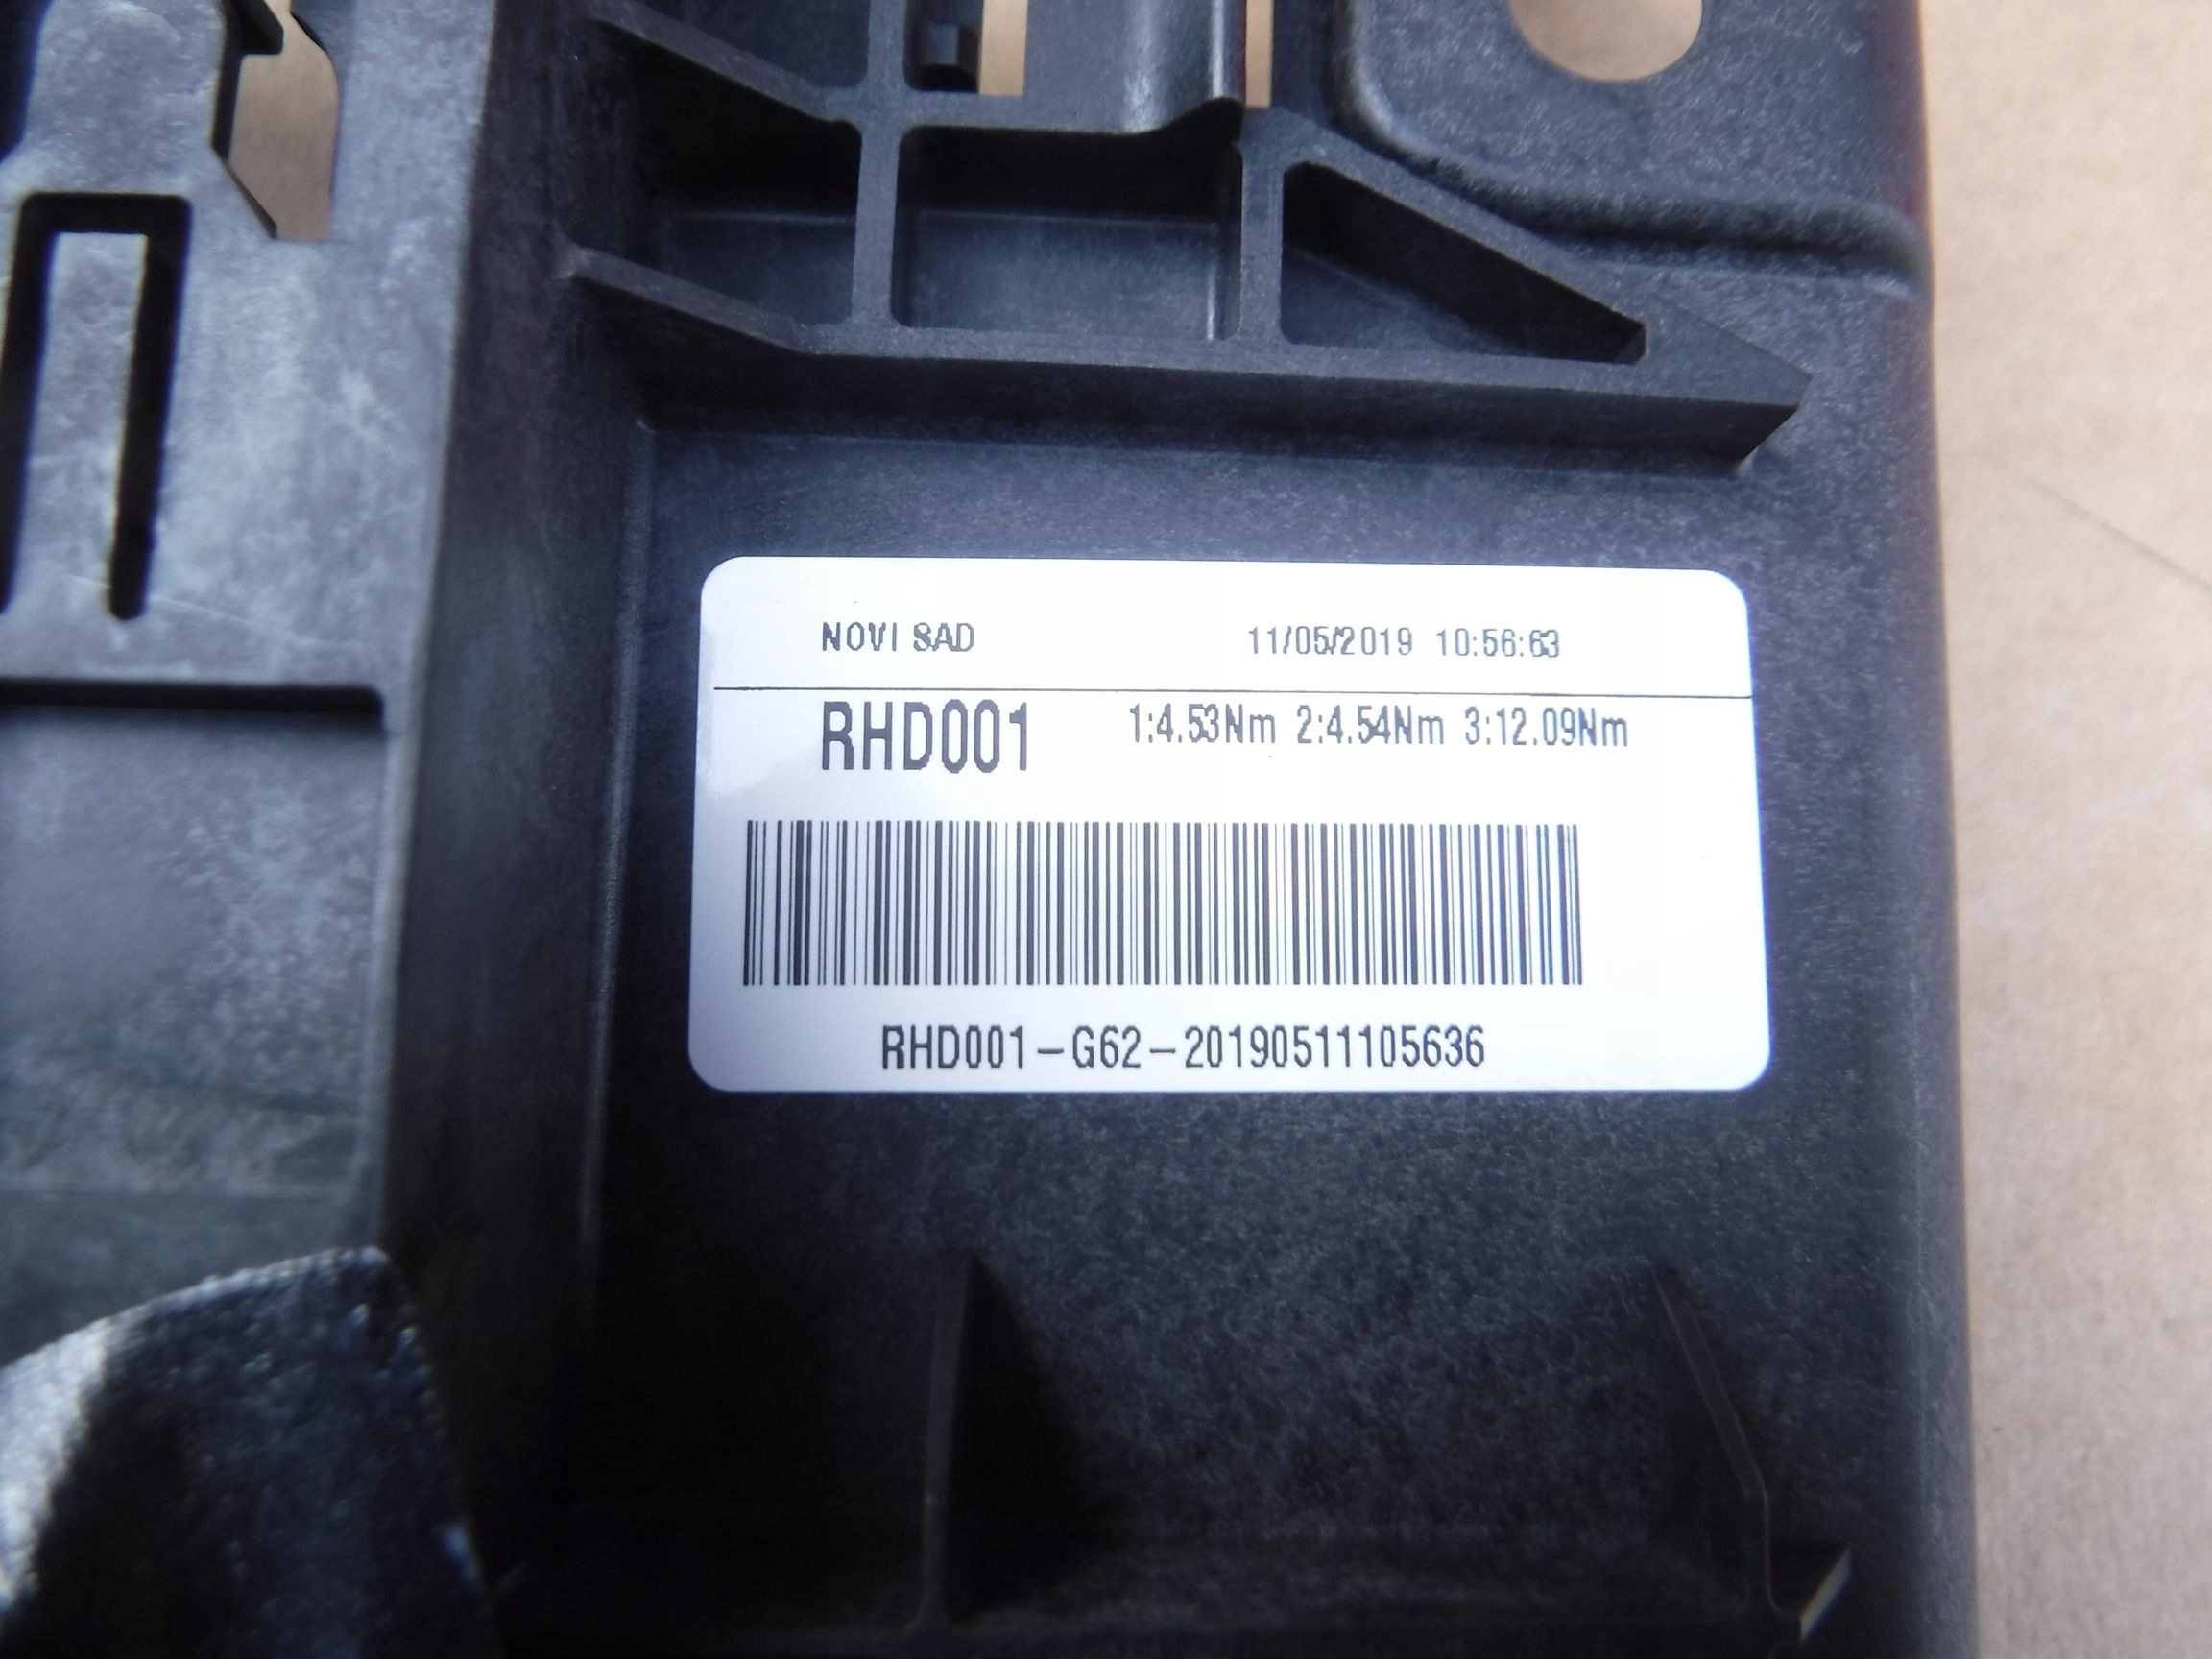 NOVI SAD 11/05/2019 10:56:63
RHD001 1:4.53Nm 2:4.54Nm 3:12.09Nm
RHD001-G62-20190511105636